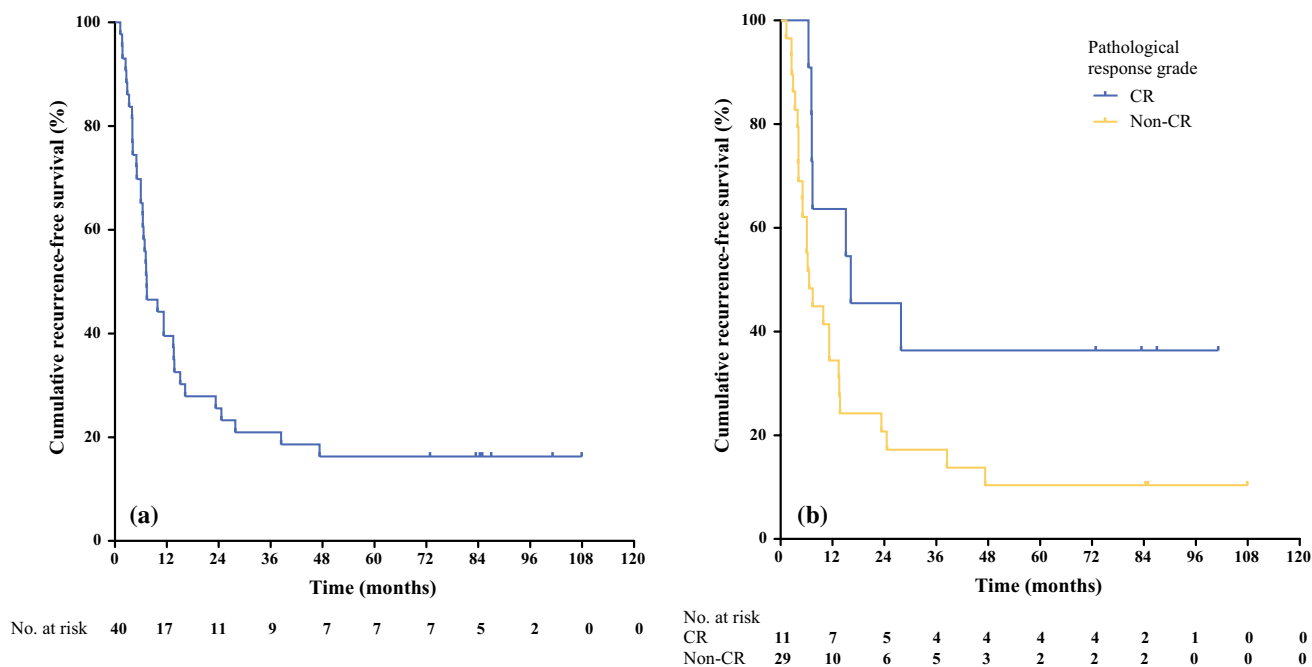 100
80
60
40
20
0
Cumulative recurrence-free survival (%)
(a)
0 12 24 36 48 60 72 84 96 108 120
Time (months)
No. at risk 40 17 11 9 7 7 7 5 2 0 0
100
80
60
40
20
0
Cumulative recurrence-free survival (%)
Pathological
response grade
CR
Non-CR
(b)
0 12 24 36 48 60 72 84 96 108 120
Time (months)
No. at risk
CR 11 7 5 4 4 4 4 2 1 0 0
Non-CR 29 10 6 5 3 2 2 2 0 0 0